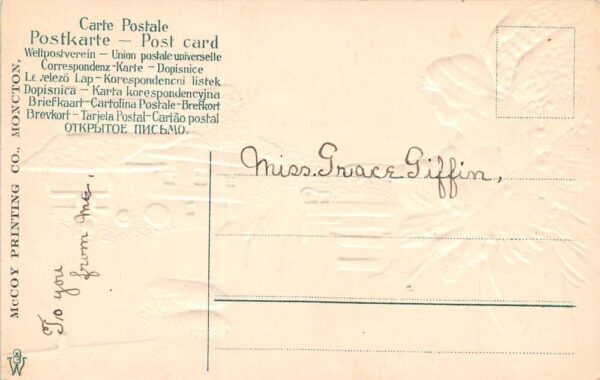 Carte Postale
Postkarte – Post card
Weltpostverein – Union postale universelle
Correspondenz-Karte – Dopisnice
Levelező Lap – Korespondencni listek
Dopisnica – Karta korespondencyjna
Briefkaart – Cartolina Postale – Brefkort
Brevkort – Tarjeta Postal – Cartão postal
ОТКРЫТОЕ ПИСЬМО.
McCOY PRINTING CO., MONCTON.
Miss. Grace Giffin,
To you
from me.
W